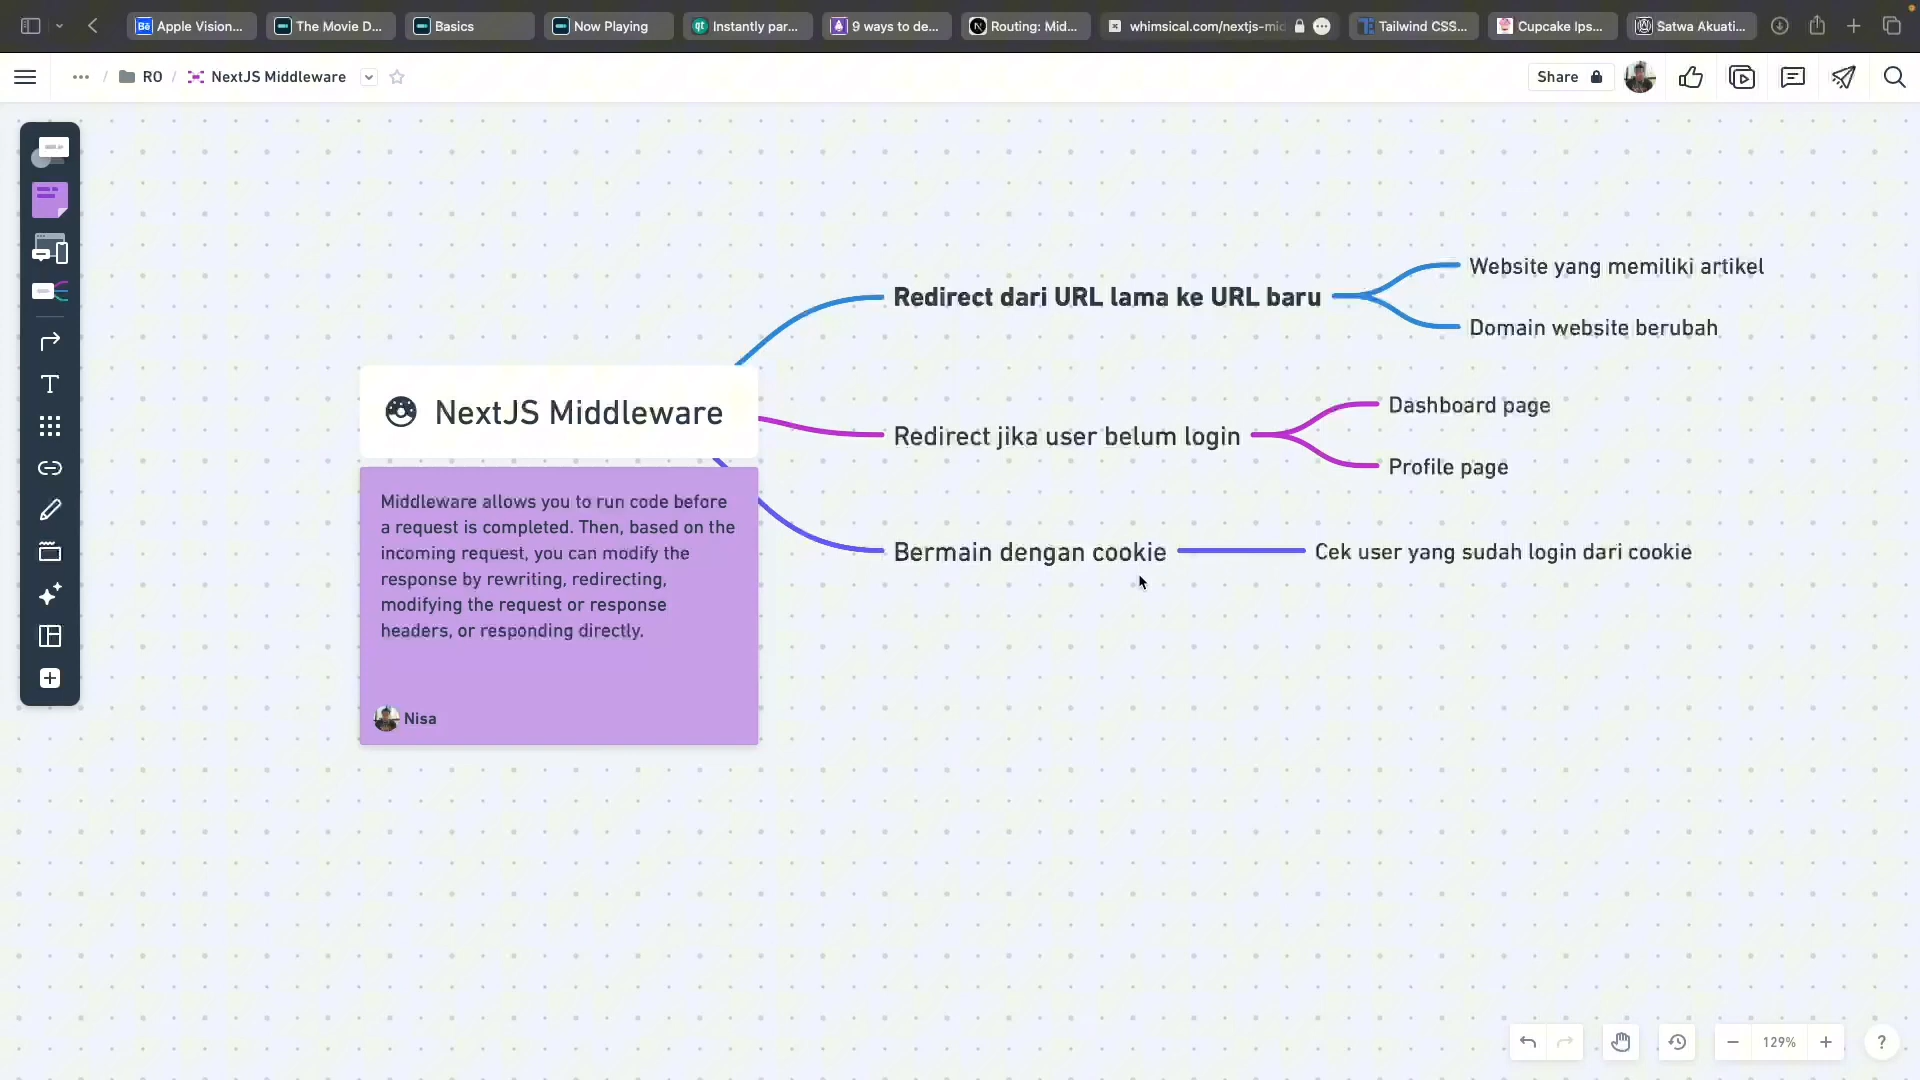 Apple Vision...
The Movie D...
Basics
Now Playing
Instantly par...
9 ways to de...
Routing: Mid...
whimsical.com/nextjs-mid
Tailwind CSS...
Cupcake Ips...
Satwa Akuati...
... / RO / NextJS Middleware
Share
Redirect dari URL lama ke URL baru
Website yang memiliki artikel
Domain website berubah
NextJS Middleware
Redirect jika user belum login
Dashboard page
Profile page
Bermain dengan cookie
Cek user yang sudah login dari cookie
Middleware allows you to run code before
a request is completed. Then, based on the
incoming request, you can modify the
response by rewriting, redirecting,
modifying the request or response
headers, or responding directly.
Nisa
129%
?